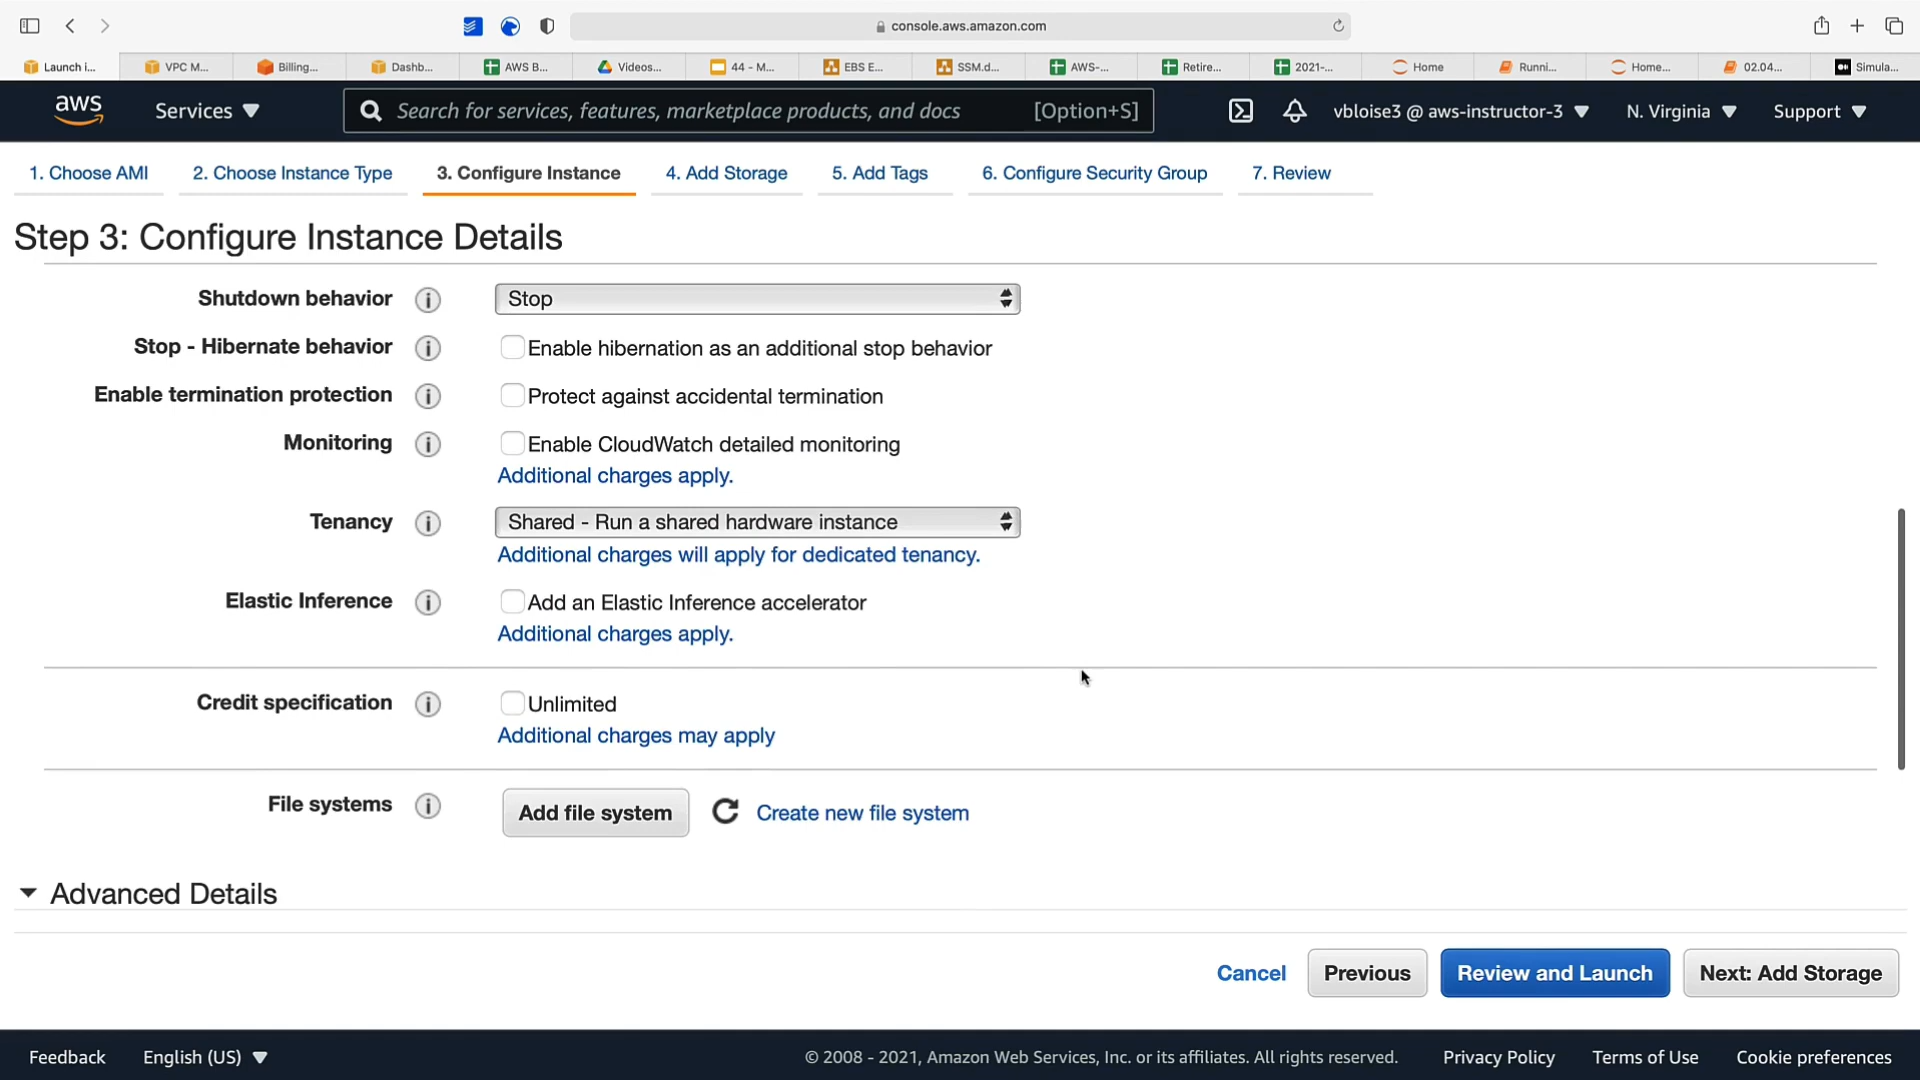 console.aws.amazon.com
Launch i... VPC M... Billing... Dashb... AWS B... Videos... 44 - M... EBS E... SSM.d... AWS-... Retire... 2021-... Home Runni... Home... 02.04... Simula...
aws Services Search for services, features, marketplace products, and docs [Option+S] vbloise3 @ aws-instructor-3 N. Virginia Support
1. Choose AMI 2. Choose Instance Type 3. Configure Instance 4. Add Storage 5. Add Tags 6. Configure Security Group 7. Review
Step 3: Configure Instance Details
Shutdown behavior i Stop
Stop - Hibernate behavior i Enable hibernation as an additional stop behavior
Enable termination protection i Protect against accidental termination
Monitoring i Enable CloudWatch detailed monitoring
Additional charges apply.
Tenancy i Shared - Run a shared hardware instance
Additional charges will apply for dedicated tenancy.
Elastic Inference i Add an Elastic Inference accelerator
Additional charges apply.
Credit specification i Unlimited
Additional charges may apply
File systems i Add file system Create new file system
Advanced Details
Cancel Previous Review and Launch Next: Add Storage
Feedback English (US) © 2008 - 2021, Amazon Web Services, Inc. or its affiliates. All rights reserved. Privacy Policy Terms of Use Cookie preferences